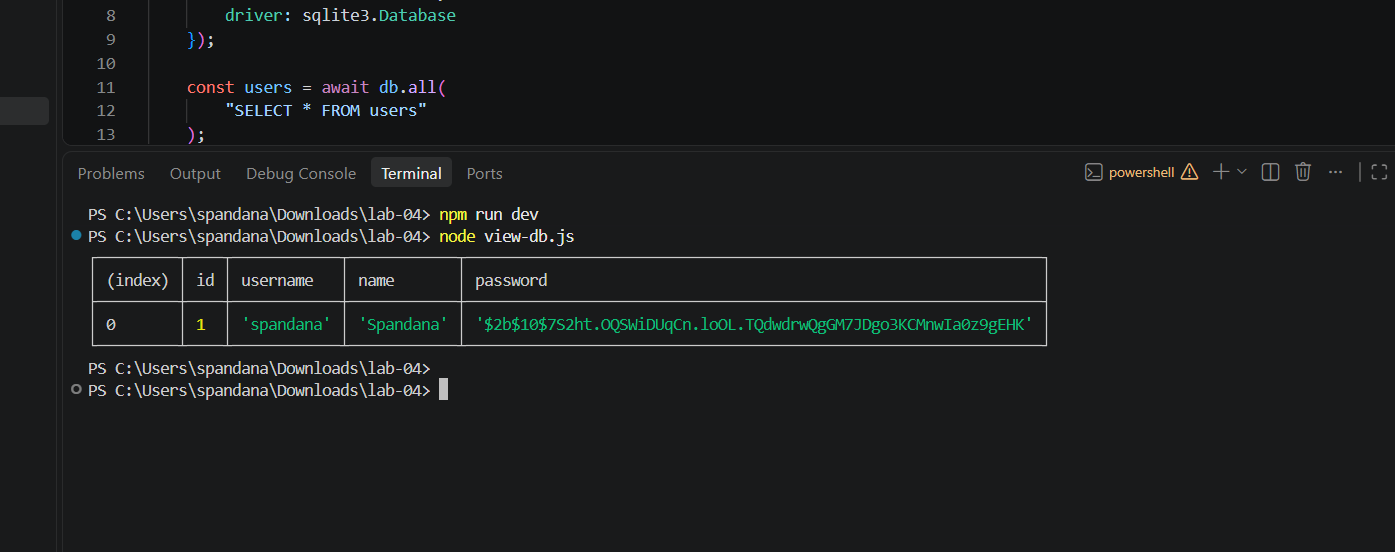 8 driver: sqlite3.Database
9 });
10
11 const users = await db.all(
12 "SELECT * FROM users"
13 );
Problems Output Debug Console Terminal Ports powershell
PS C:\Users\spandana\Downloads\lab-04> npm run dev
PS C:\Users\spandana\Downloads\lab-04> node view-db.js
(index) id username name password
0 1 'spandana' 'Spandana' '$2b$10$7S2ht.OQSWiDUqCn.loOL.TQdwdrwQgGM7JDgo3KCMnwIa0z9gEHK'
PS C:\Users\spandana\Downloads\lab-04>
PS C:\Users\spandana\Downloads\lab-04>